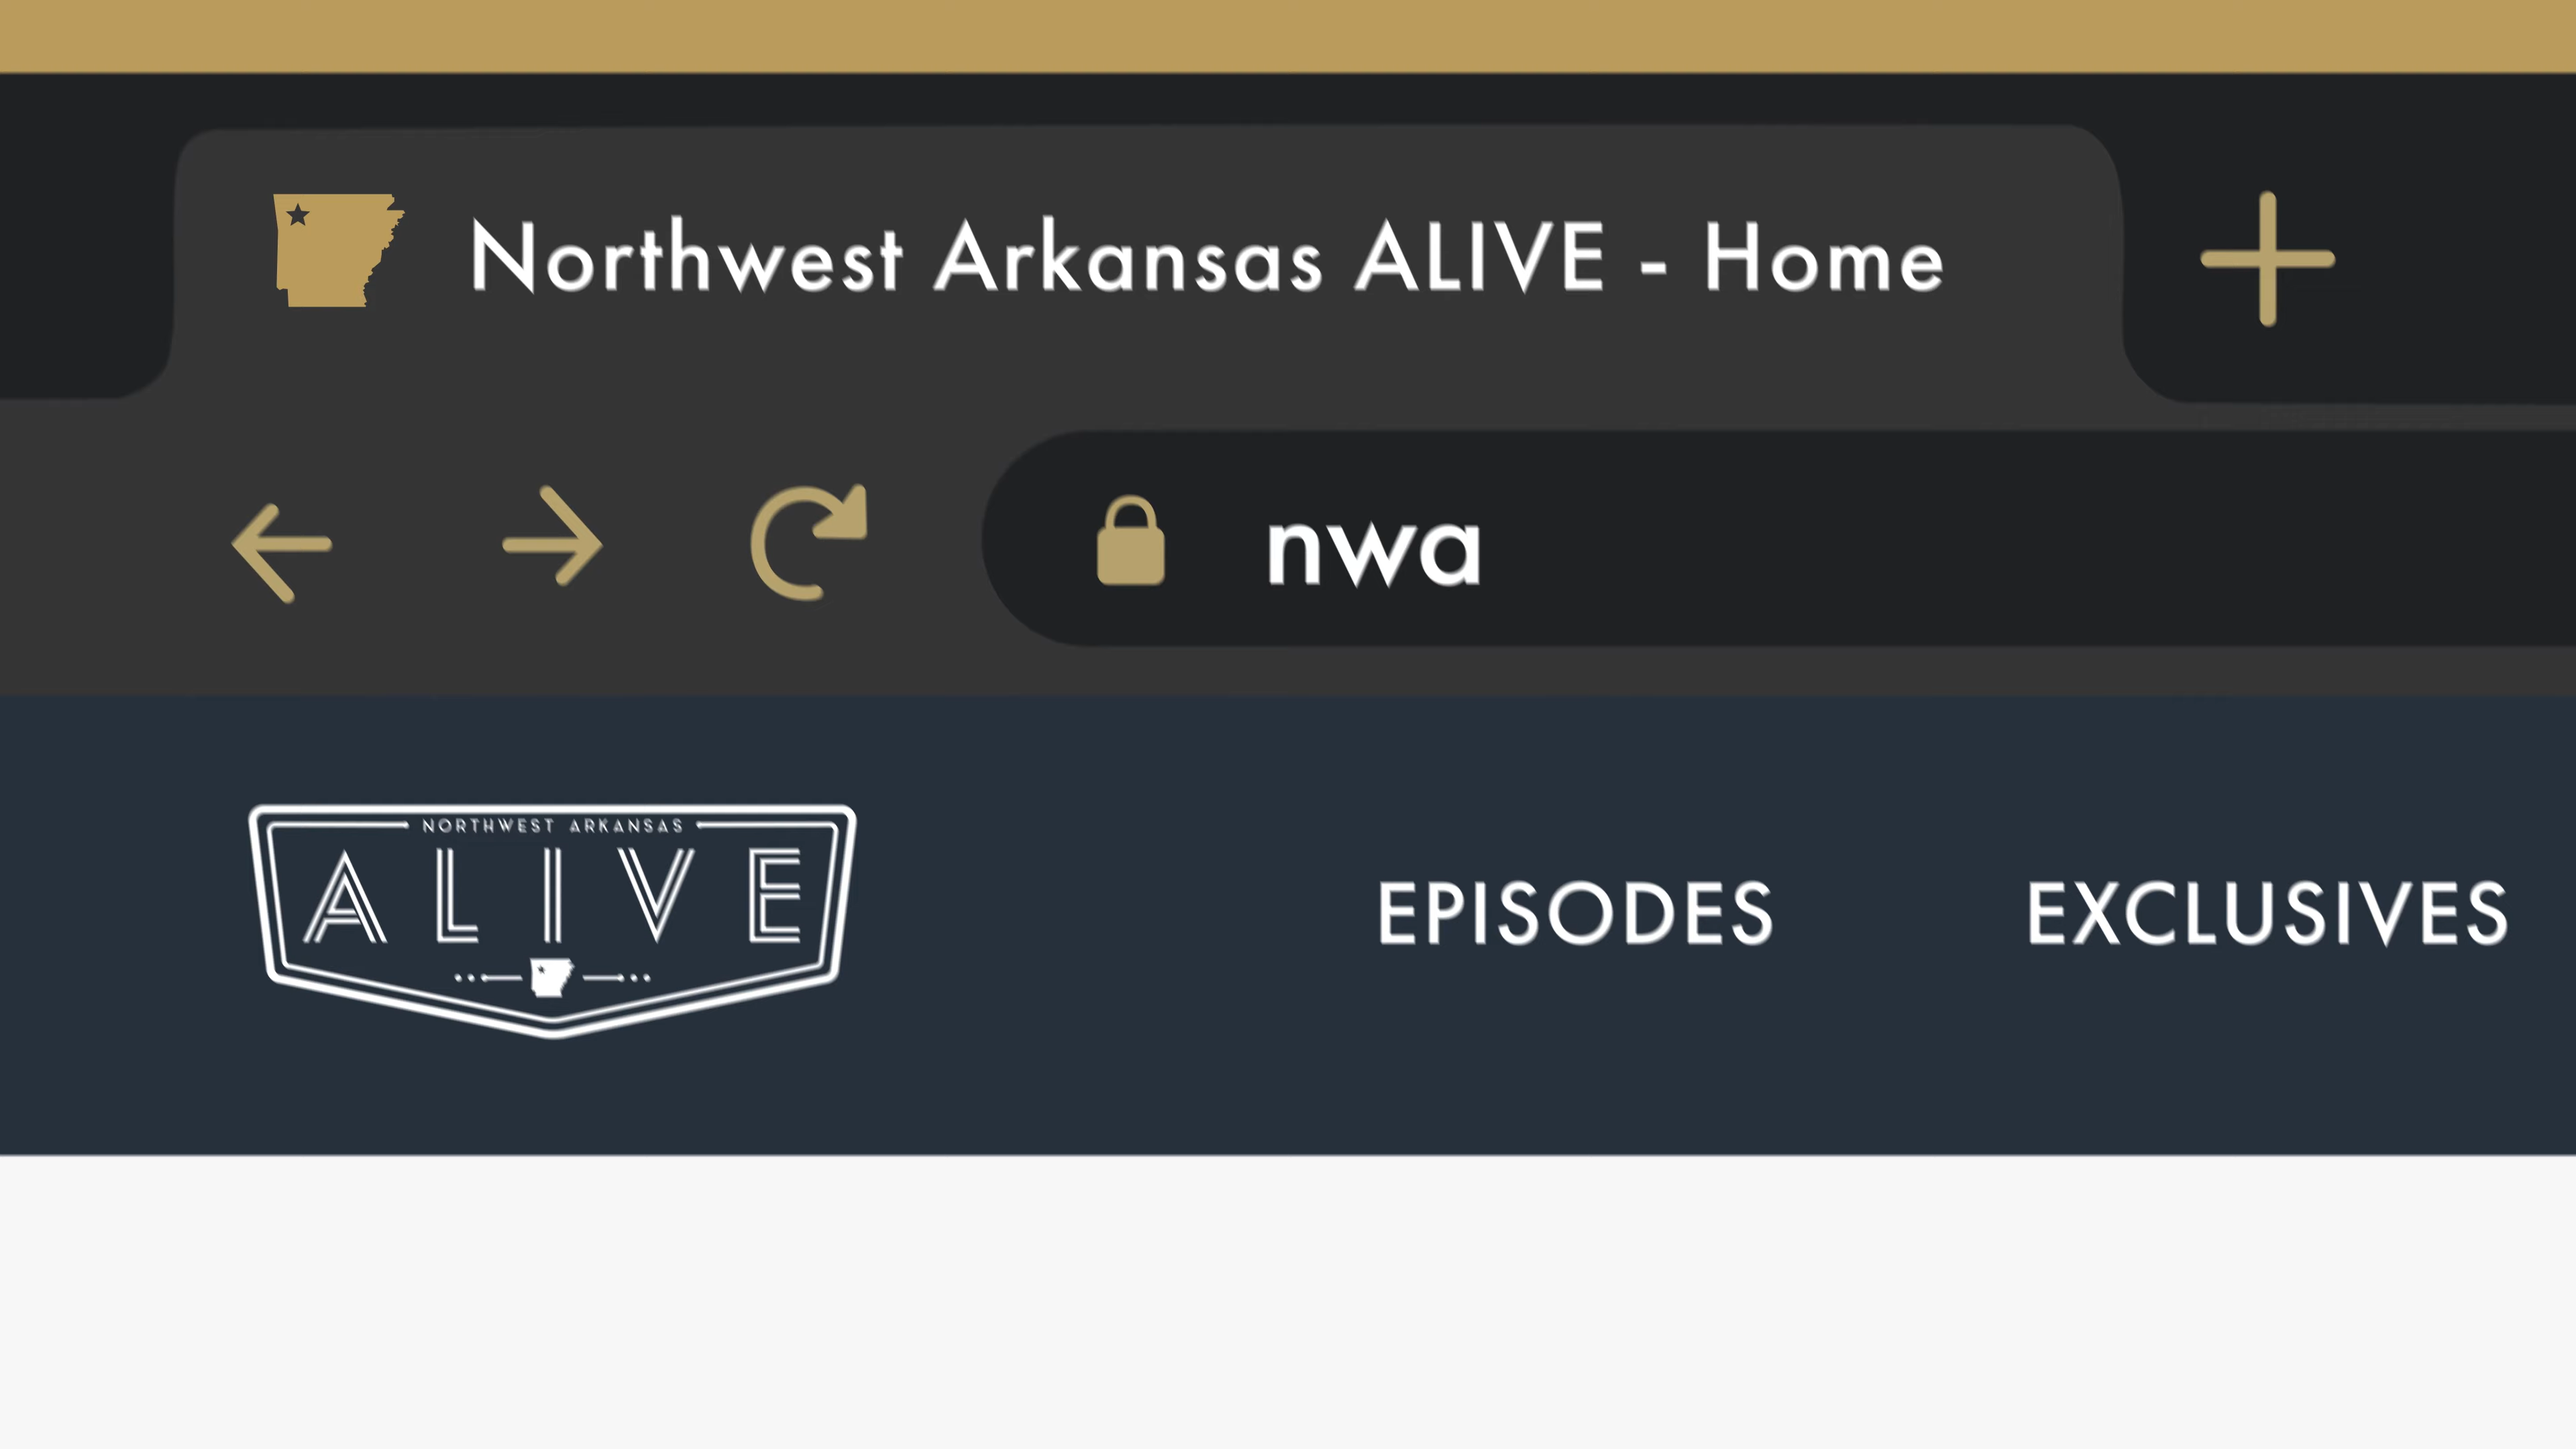 Northwest Arkansas ALIVE - Home
nwa
NORTHWEST ARKANSAS
ALIVE
EPISODES
EXCLUSIVES